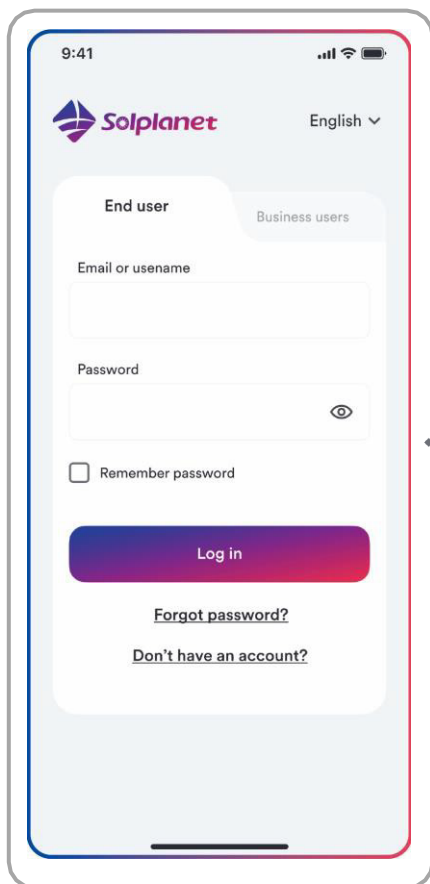 9:41
Solplanet
English
End user
Business users
Email or usename
Password
Remember password
Log in
Forgot password?
Don't have an account?